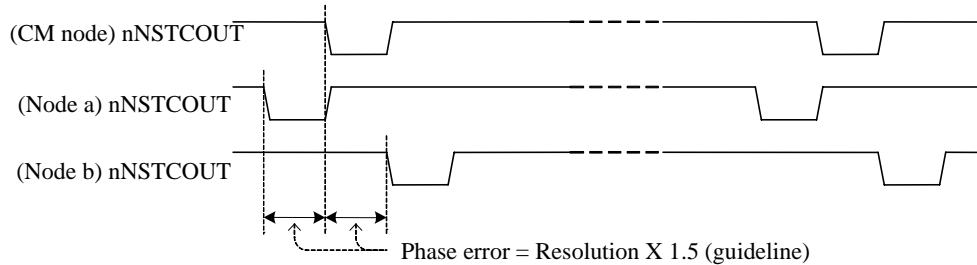 (CM node) nNSTCOUT
(Node a) nNSTCOUT
(Node b) nNSTCOUT
Phase error = Resolution X 1.5 (guideline)